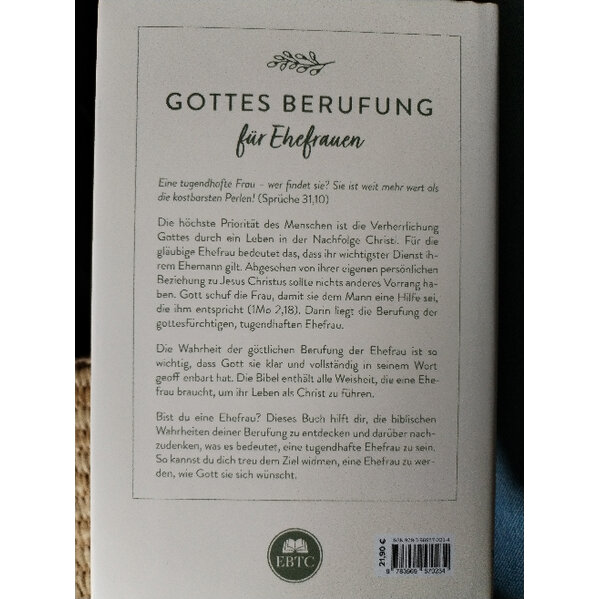 GOTTES BERUFUNG
für Ehefrauen
Eine tugendhafte Frau – wer findet sie? Sie ist weit mehr wert als
die kostbarsten Perlen! (Sprüche 31,10)
Die höchste Priorität des Menschen ist die Verherrlichung
Gottes durch ein Leben in der Nachfolge Christi. Für die
gläubige Ehefrau bedeutet das, dass ihr wichtigster Dienst ih-
rem Ehemann gilt. Abgesehen von ihrer eigenen persönlichen
Beziehung zu Jesus Christus sollte nichts anderes Vorrang ha-
ben. Gott schuf die Frau, damit sie dem Mann eine Hilfe sei,
die ihm entspricht (1Mo 2,18). Darin liegt die Berufung der
gottesfürchtigen, tugendhaften Ehefrau.
Die Wahrheit der göttlichen Berufung der Ehefrau ist so
wichtig, dass Gott sie klar und vollständig in seinem Wort
geoff enbart hat. Die Bibel enthält alle Weisheit, die eine Ehe-
frau braucht, um ihr Leben als Christ zu führen.
Bist du eine Ehefrau? Dieses Buch hilft dir, die biblischen
Wahrheiten deiner Berufung zu entdecken und darüber nach-
zudenken, was es bedeutet, eine tugendhafte Ehefrau zu sein.
So kannst du dich treu dem Ziel widmen, eine Ehefrau zu wer-
den, wie Gott sie sich wünscht.
EBTC
21,90 €
9 783966 570234